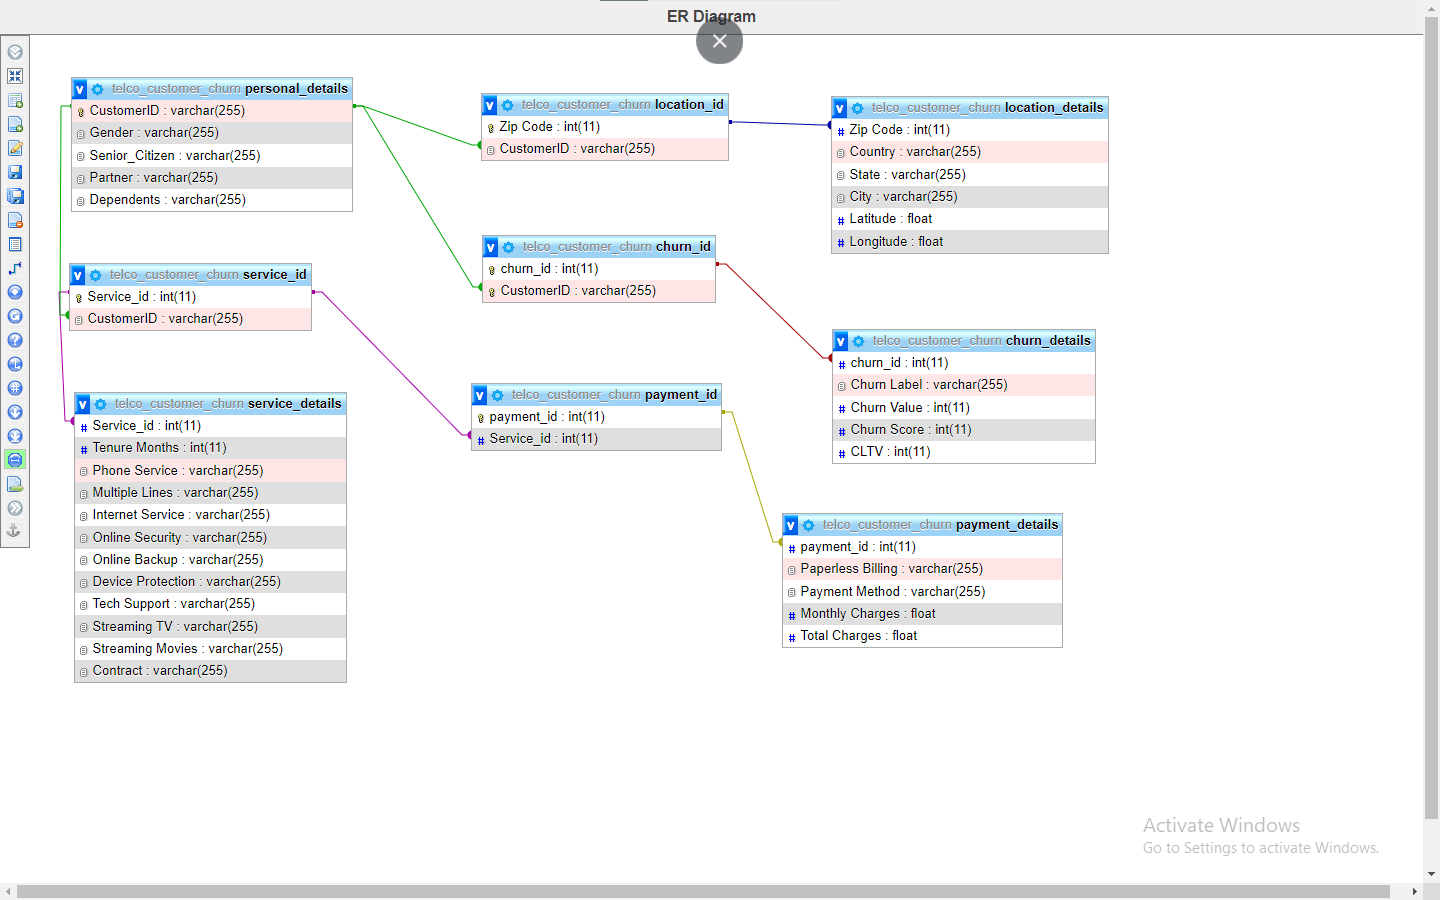 ER Diagram
v telco_customer_churn personal_details
CustomerID : varchar(255)
Gender : varchar(255)
Senior_Citizen : varchar(255)
Partner : varchar(255)
Dependents : varchar(255)
v telco_customer_churn location_id
Zip Code : int(11)
CustomerID : varchar(255)
v telco_customer_churn location_details
# Zip Code : int(11)
Country : varchar(255)
State : varchar(255)
City : varchar(255)
# Latitude : float
# Longitude : float
v telco_customer_churn service_id
Service_id : int(11)
CustomerID : varchar(255)
v telco_customer_churn churn_id
churn_id : int(11)
CustomerID : varchar(255)
v telco_customer_churn churn_details
# churn_id : int(11)
Churn Label : varchar(255)
# Churn Value : int(11)
# Churn Score : int(11)
# CLTV : int(11)
v telco_customer_churn service_details
# Service_id : int(11)
# Tenure Months : int(11)
Phone Service : varchar(255)
Multiple Lines : varchar(255)
Internet Service : varchar(255)
Online Security : varchar(255)
Online Backup : varchar(255)
Device Protection : varchar(255)
Tech Support : varchar(255)
Streaming TV : varchar(255)
Streaming Movies : varchar(255)
Contract : varchar(255)
v telco_customer_churn payment_id
payment_id : int(11)
# Service_id : int(11)
v telco_customer_churn payment_details
# payment_id : int(11)
Paperless Billing : varchar(255)
Payment Method : varchar(255)
# Monthly Charges : float
# Total Charges : float
Activate Windows
Go to Settings to activate Windows.